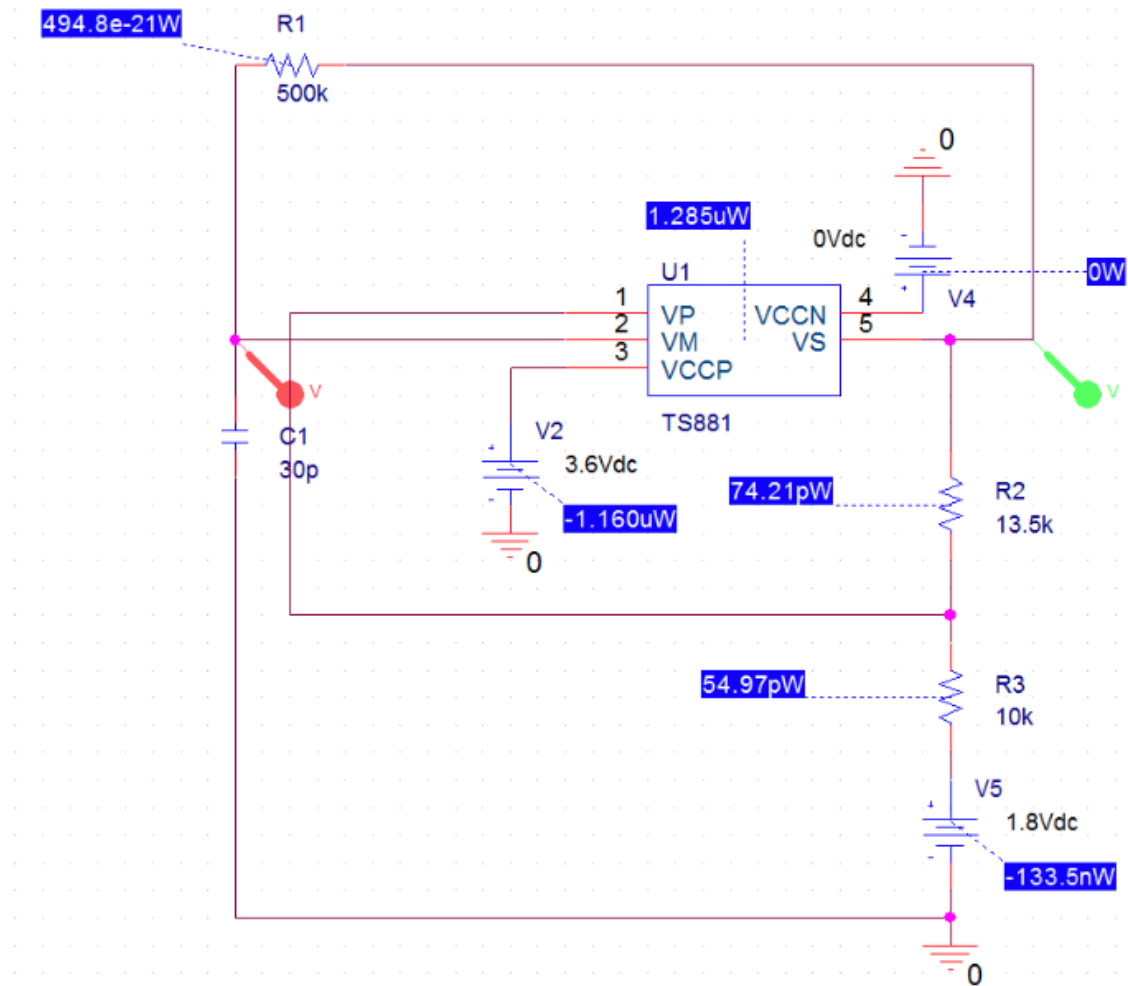 494.8e-21W
R1
500k
0
1.285uW
0Vdc
0W
U1
V4
1
VP
VCCN
4
2
VM
VS
5
3
VCCP
TS881
V
V
C1
30p
V2
3.6Vdc
-1.160uW
0
74.21pW
R2
13.5k
54.97pW
R3
10k
V5
1.8Vdc
-133.5nW
0